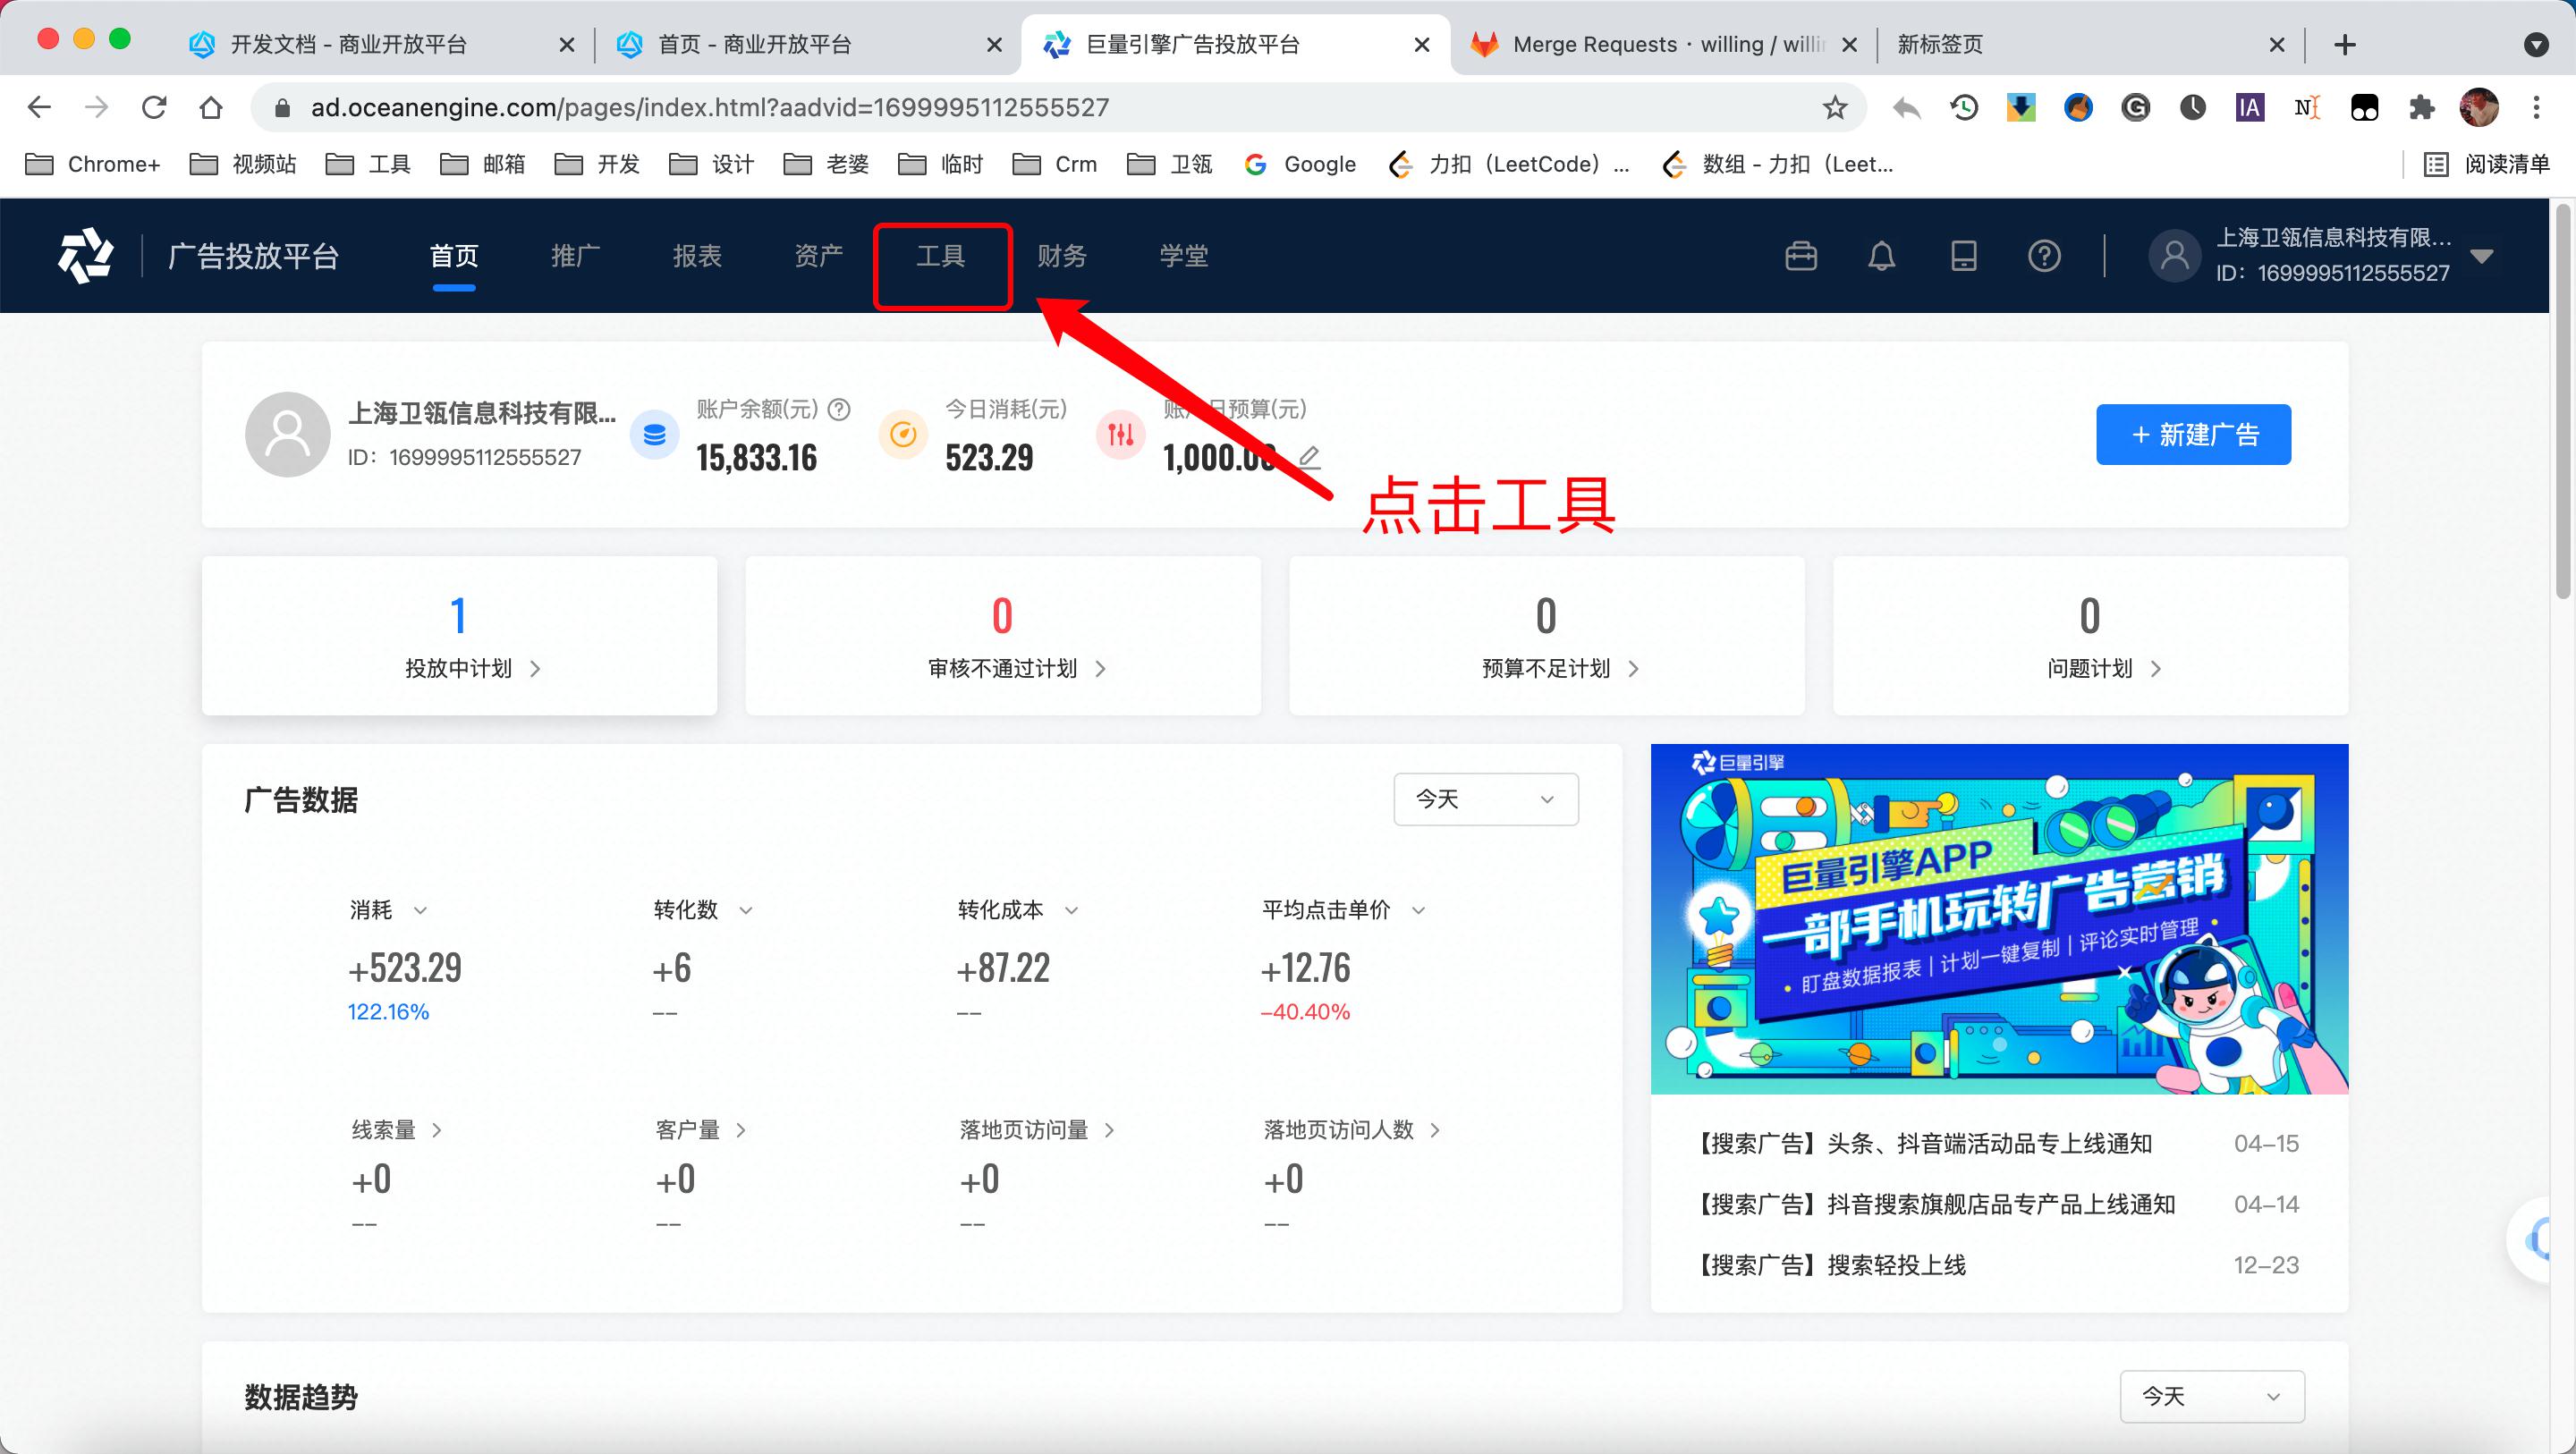 开发文档 - 商业开放平台
首页 - 商业开放平台
巨量引擎广告投放平台
Merge Requests · willing / willin
新标签页
ad.oceanengine.com/pages/index.html?aadvid=1699995112555527
Chrome+ 视频站 工具 邮箱 开发 设计 老婆 临时 Crm 卫瓴 Google 力扣（LeetCode）... 数组 - 力扣（Leet... 阅读清单
广告投放平台 首页 推广 报表 资产 工具 财务 学堂
上海卫瓴信息科技有限...
ID：1699995112555527
上海卫瓴信息科技有限...
ID：1699995112555527
账户余额(元)
15,833.16
今日消耗(元)
523.29
账户日预算(元)
1,000.00
+ 新建广告
点击工具
1
投放中计划
0
审核不通过计划
0
预算不足计划
0
问题计划
广告数据
今天
消耗 转化数 转化成本 平均点击单价
+523.29 +6 +87.22 +12.76
122.16% -- -- -40.40%
线索量 客户量 落地页访问量 落地页访问人数
+0 +0 +0 +0
-- -- -- --
巨量引擎
巨量引擎APP
一部手机玩转广告营销
盯盘数据报表 | 计划一键复制 | 评论实时管理
【搜索广告】头条、抖音端活动品专上线通知 04-15
【搜索广告】抖音搜索旗舰店品专产品上线通知 04-14
【搜索广告】搜索轻投上线 12-23
数据趋势
今天